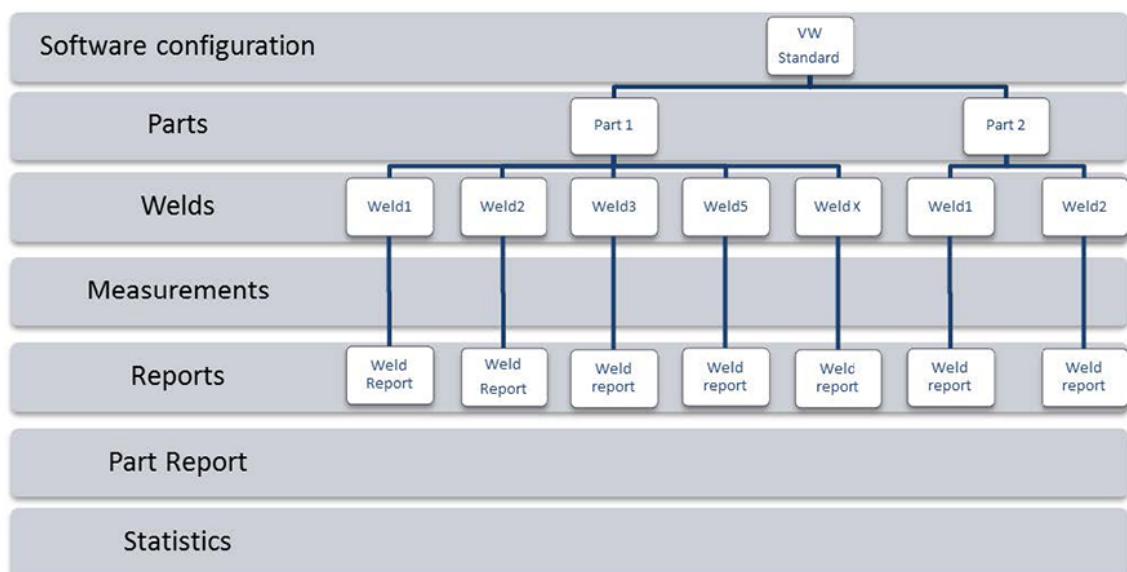 Software configuration
VW
Standard
Parts
Part 1
Part 2
Welds
Weld1
Weld2
Weld3
Weld5
Weld X
Weld1
Weld2
Measurements
Reports
Weld
Report
Weld
Report
Weld
report
Weld
report
Weld
report
Weld
report
Weld
report
Part Report
Statistics